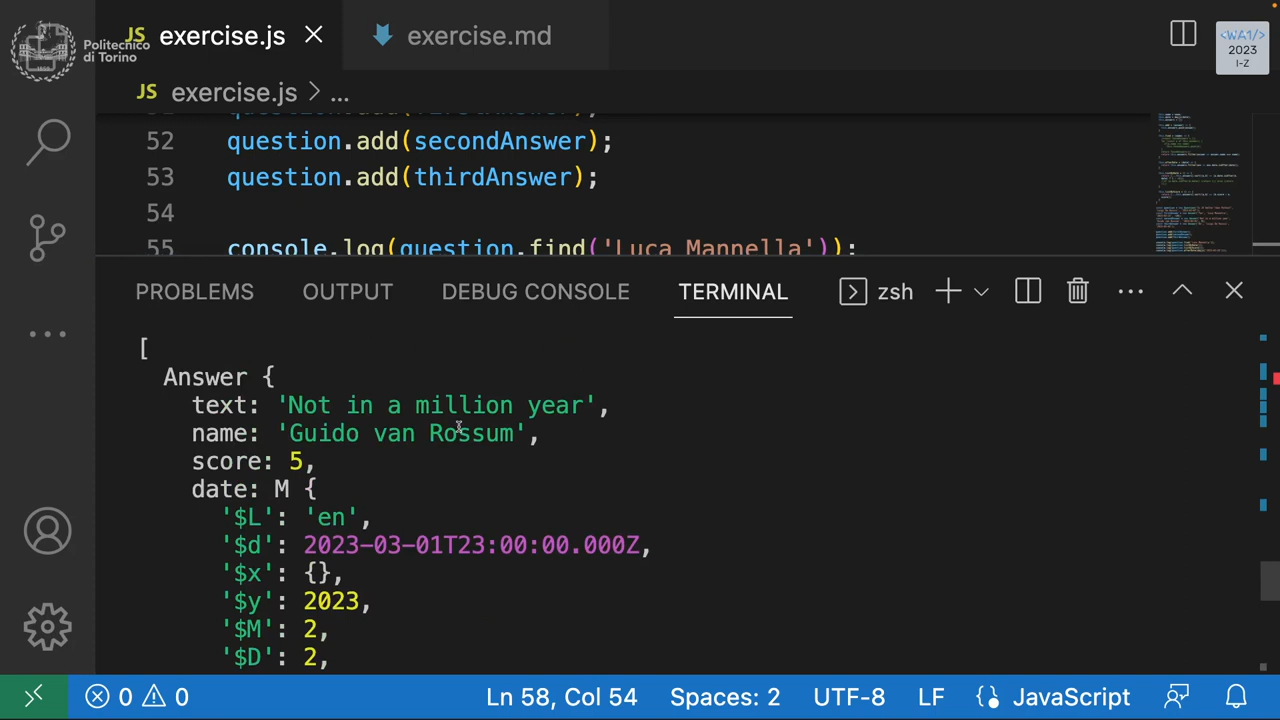 JS exercise.js
exercise.md
Politecnico
di Torino
<WA1/>
2023
I-Z
JS exercise.js > ...
52 question.add(secondAnswer);
53 question.add(thirdAnswer);
54
55 console.log(question.find('Luca Mannella'));
PROBLEMS OUTPUT DEBUG CONSOLE TERMINAL zsh
[
Answer {
text: 'Not in a million year',
name: 'Guido van Rossum',
score: 5,
date: M {
'$L': 'en',
'$d': 2023-03-01T23:00:00.000Z,
'$x': {},
'$y': 2023,
'$M': 2,
'$D': 2,
0 0 Ln 58, Col 54 Spaces: 2 UTF-8 LF JavaScript